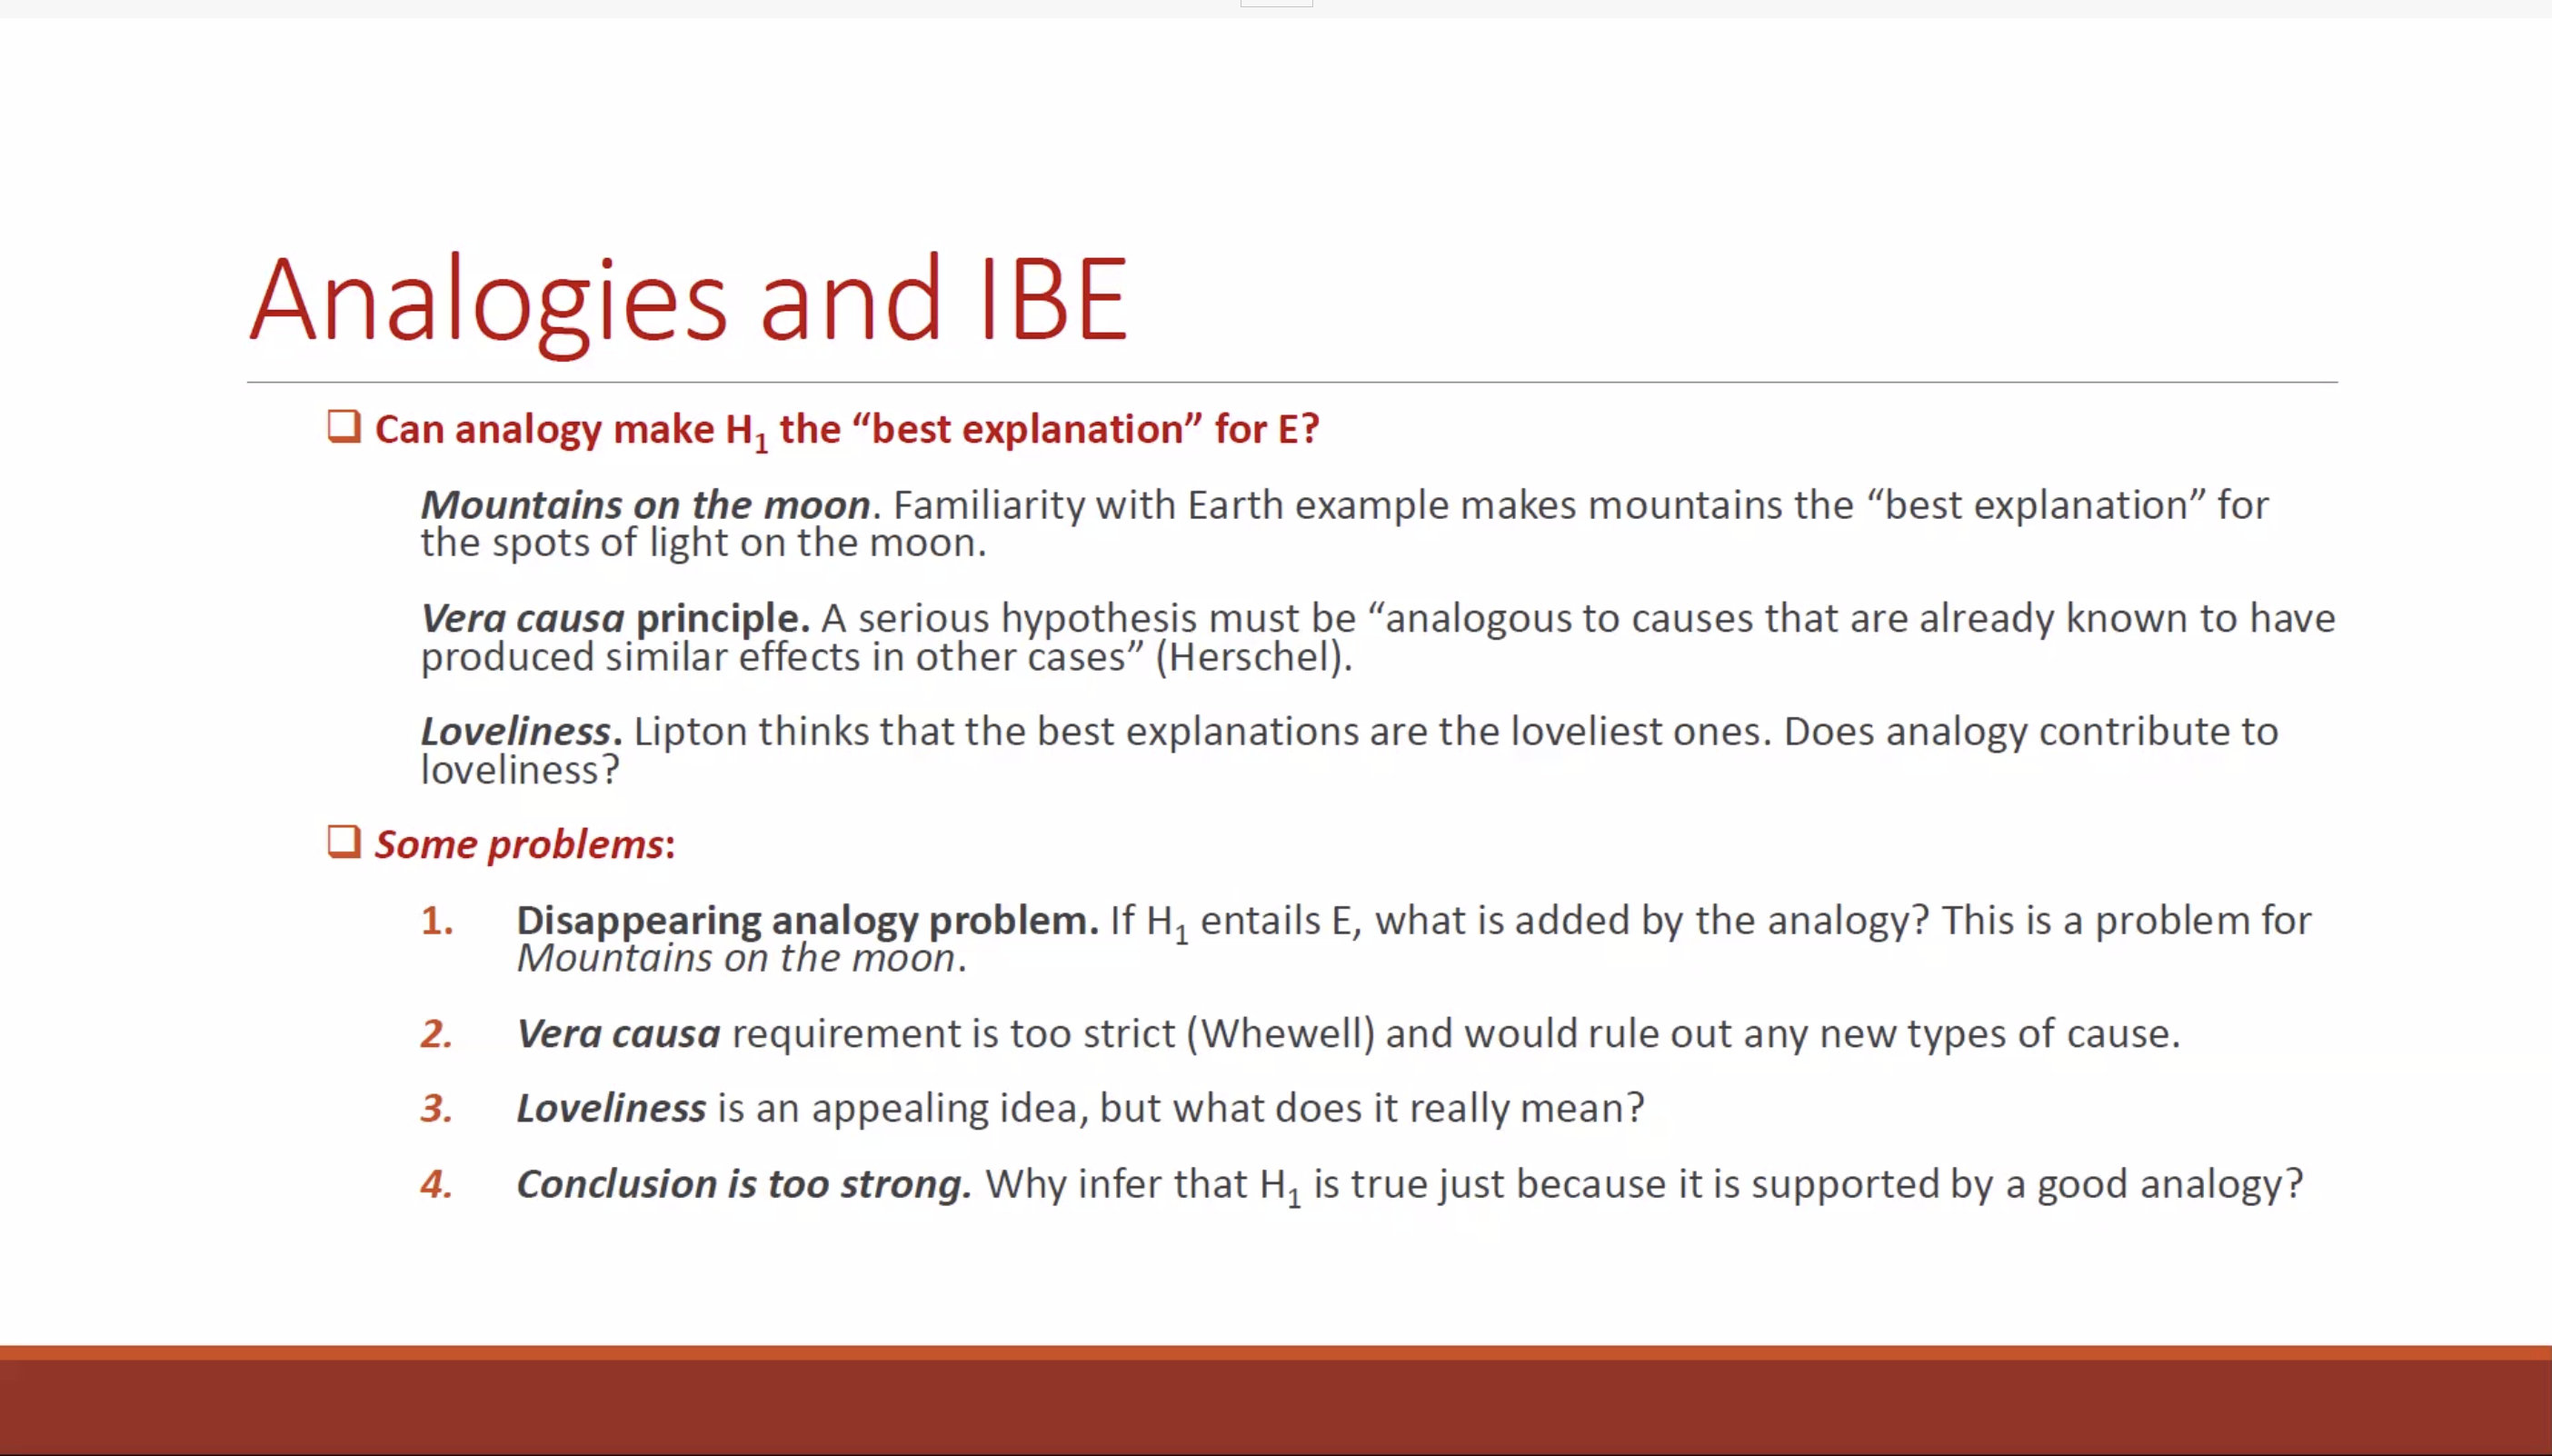 Analogies and IBE
Can analogy make H₁ the “best explanation” for E?
Mountains on the moon. Familiarity with Earth example makes mountains the “best explanation” for
the spots of light on the moon.
Vera causa principle. A serious hypothesis must be “analogous to causes that are already known to have
produced similar effects in other cases” (Herschel).
Loveliness. Lipton thinks that the best explanations are the loveliest ones. Does analogy contribute to
loveliness?
Some problems:
1. Disappearing analogy problem. If H₁ entails E, what is added by the analogy? This is a problem for
Mountains on the moon.
2. Vera causa requirement is too strict (Whewell) and would rule out any new types of cause.
3. Loveliness is an appealing idea, but what does it really mean?
4. Conclusion is too strong. Why infer that H₁ is true just because it is supported by a good analogy?